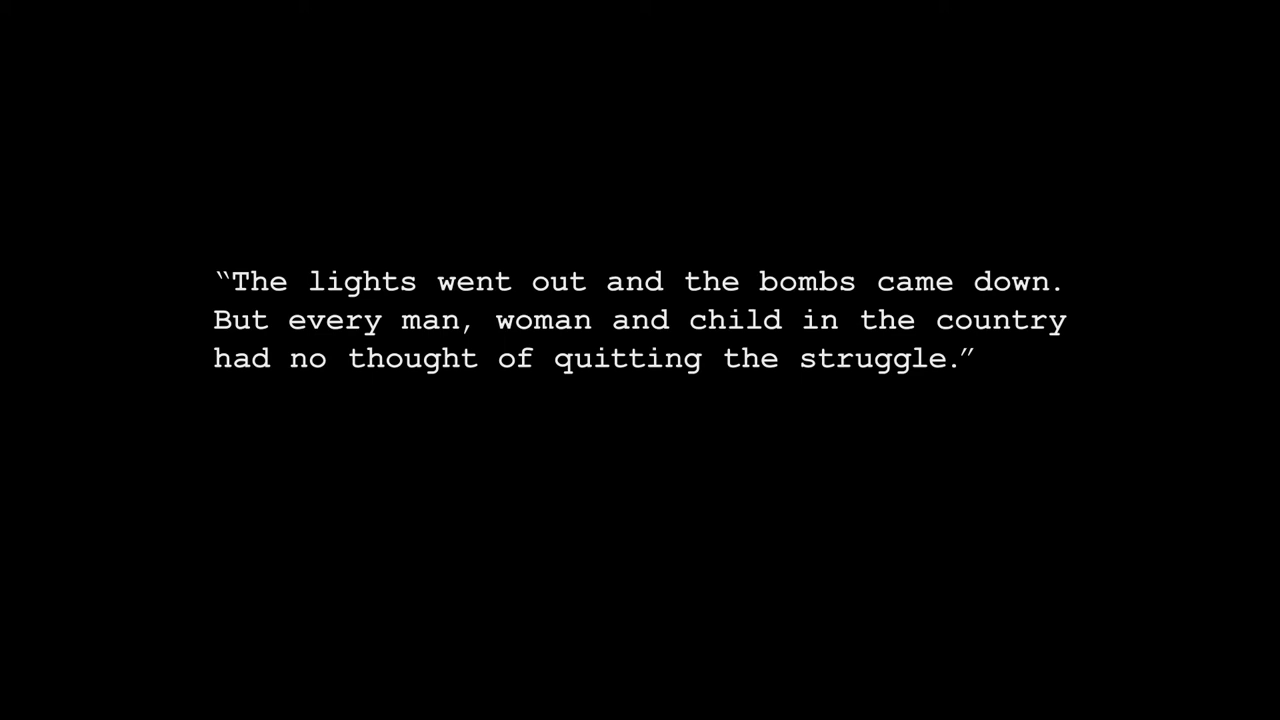 “The lights went out and the bombs came down.
But every man, woman and child in the country
had no thought of quitting the struggle.”